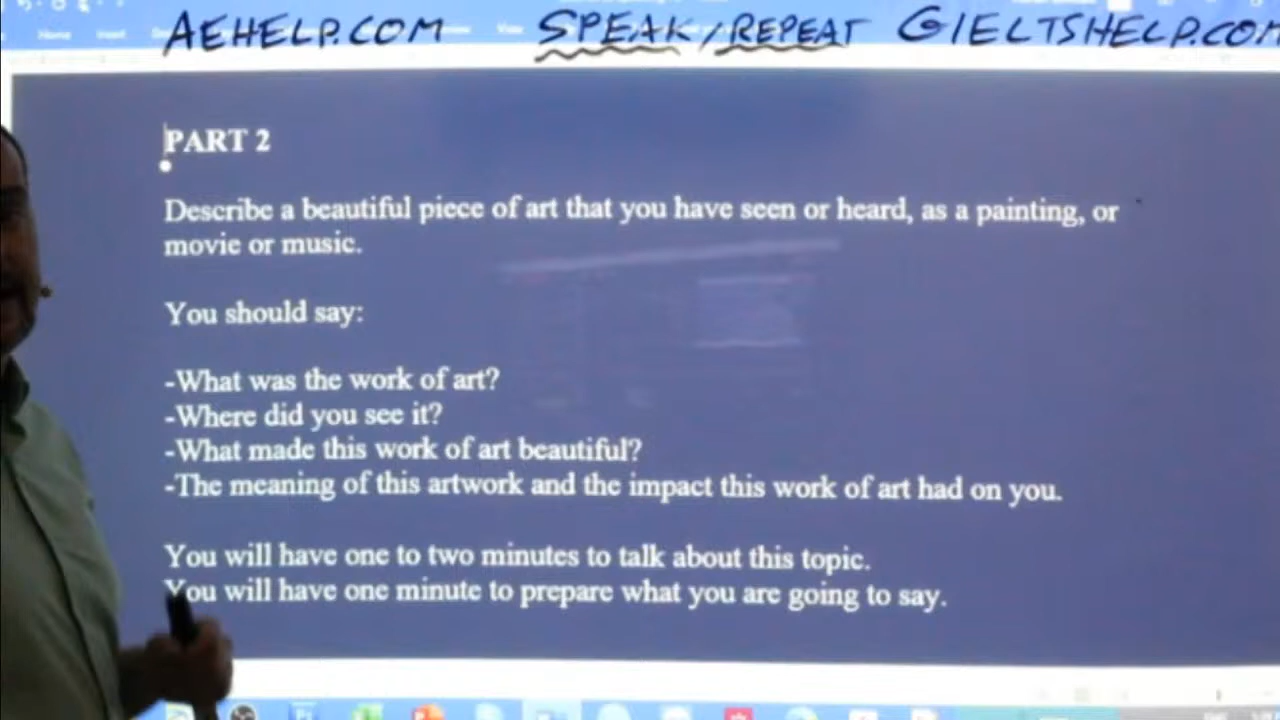 AEHELP.COM SPEAK/REPEAT GIELTSHELP.COM
Home Insert View
PART 2
Describe a beautiful piece of art that you have seen or heard, as a painting, or
movie or music.
You should say:
-What was the work of art?
-Where did you see it?
-What made this work of art beautiful?
-The meaning of this artwork and the impact this work of art had on you.
You will have one to two minutes to talk about this topic.
You will have one minute to prepare what you are going to say.